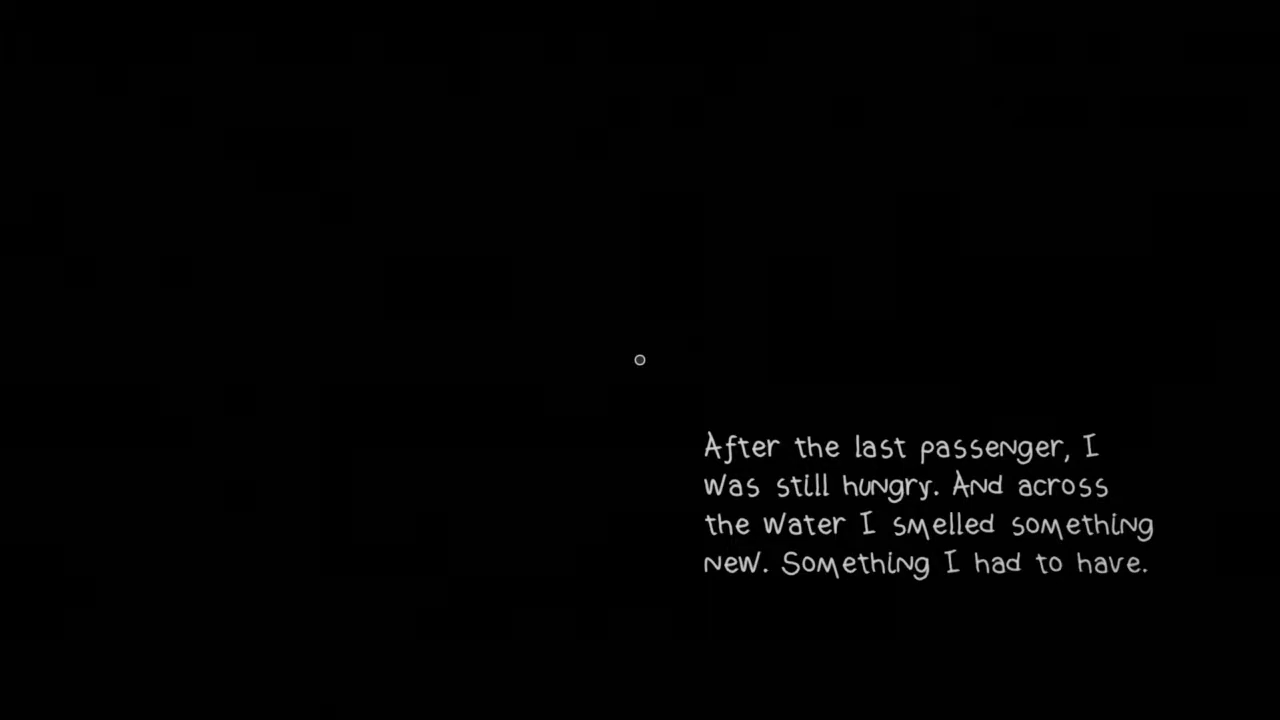 After the last passenger, I
was still hungry. And across
the water I smelled something
new. Something I had to have.